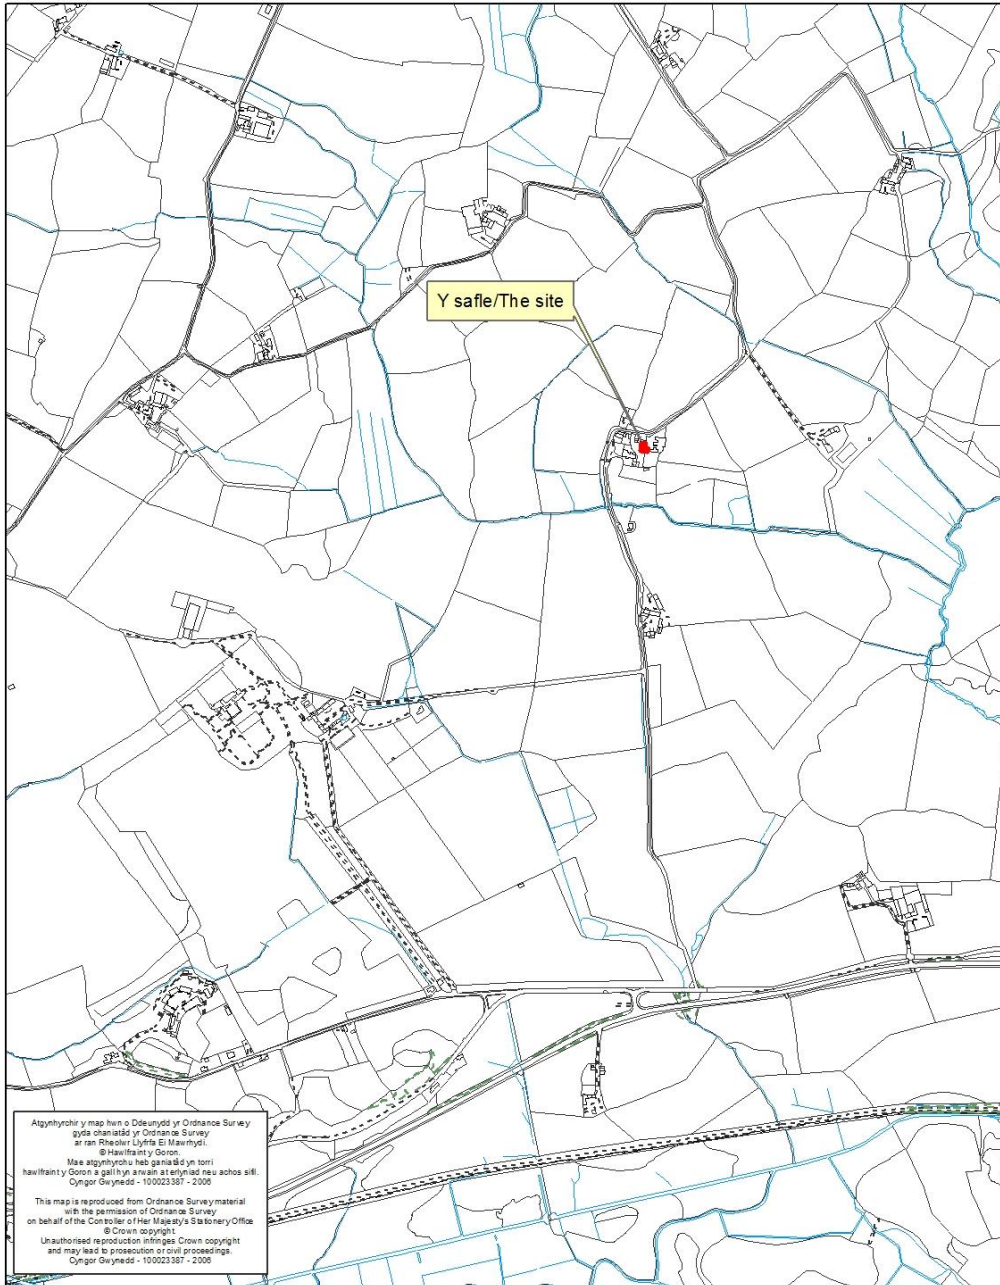 Y safle/The site
Atgynhyrchir y map hwn o Ddeunydd yr Ordnance Survey
gyda chaniatâd yr Ordnance Survey
ar ran Rheolwr Llyfrfa Ei Mawrhydi.
© Hawlfraint y Goron.
Mae atgynhyrchu heb ganiatâd yn torri
hawlfraint y Goron a gall hyn arwain at erlyniad neu achos sifil.
Cyngor Gwynedd - 100023387 - 2006
This map is reproduced from Ordnance Survey material
with the permission of Ordnance Survey
on behalf of the Controller of Her Majesty's Stationery Office
© Crown copyright.
Unauthorised reproduction infringes Crown copyright
and may lead to prosecution or civil proceedings.
Cyngor Gwynedd - 100023387 - 2006